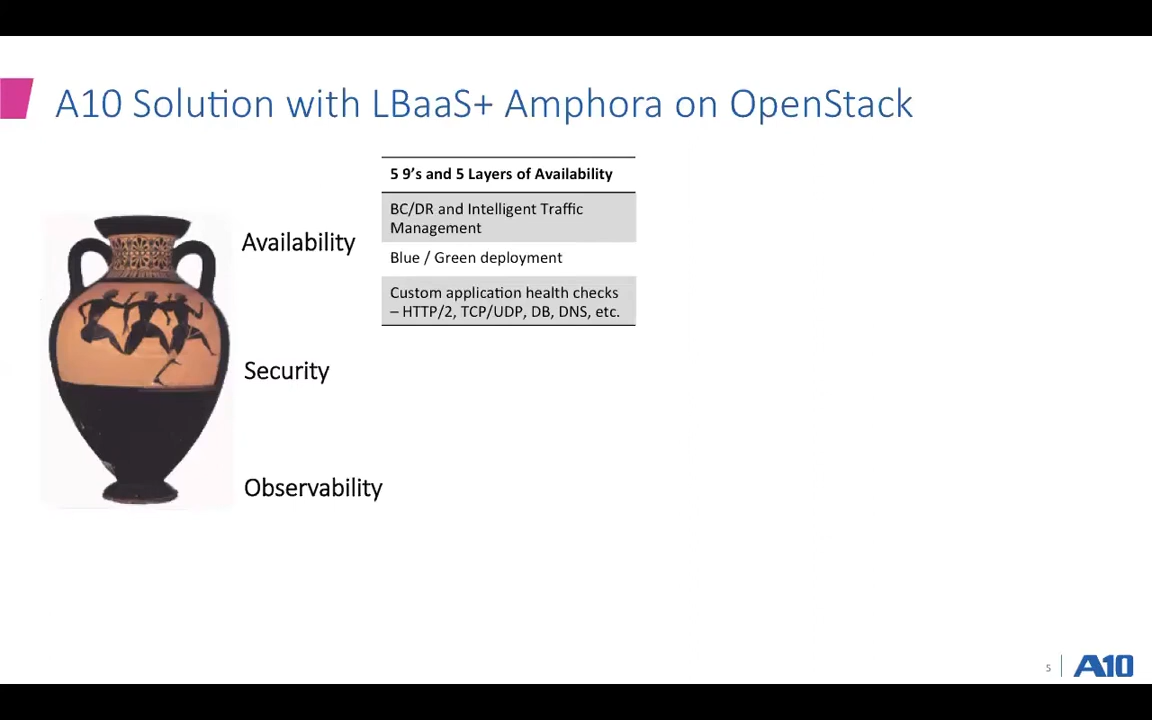 A10 Solution with LBaaS+ Amphora on OpenStack
5 9’s and 5 Layers of Availability
BC/DR and Intelligent Traffic
Management
Blue / Green deployment
Custom application health checks
– HTTP/2, TCP/UDP, DB, DNS, etc.
Availability
Security
Observability
5
A10